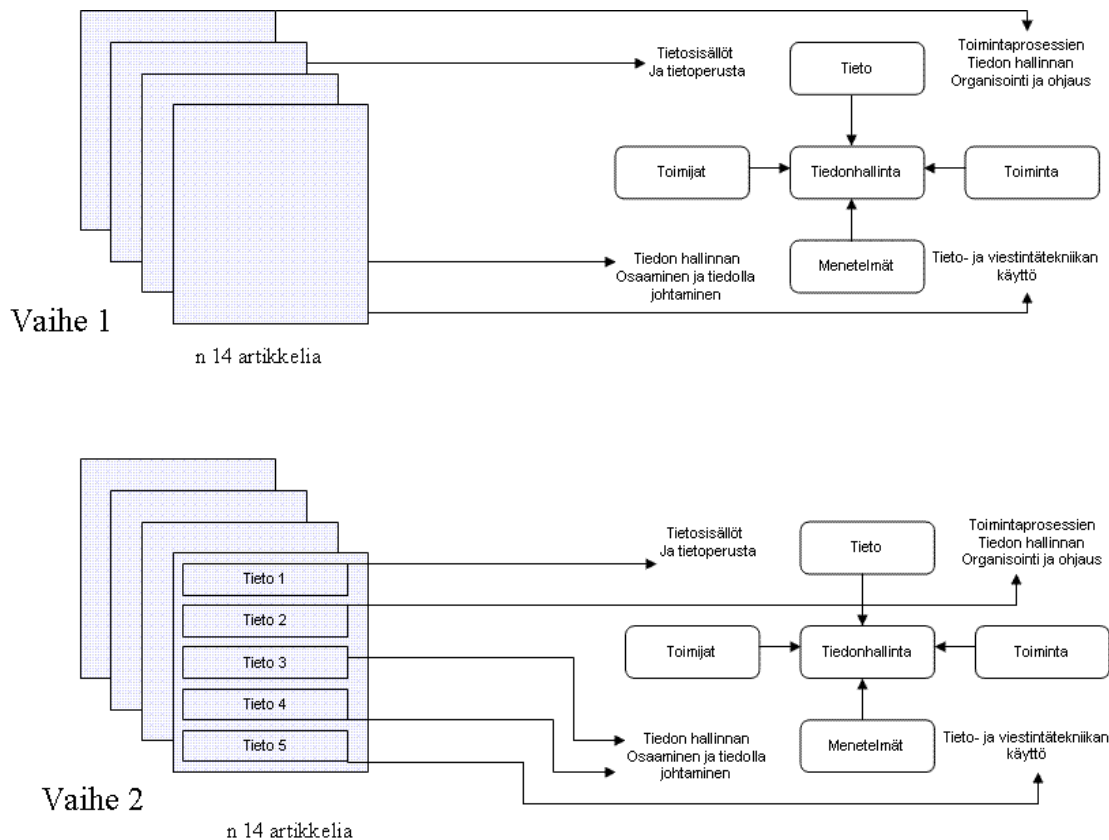 Tietosisällöt
Ja tietoperusta
Tieto
Toimintaprosessien
Tiedon hallinnan
Organisointi ja ohjaus
Toimijat
Tiedonhallinta
Toiminta
Tiedon hallinnan
Osaaminen ja tiedolla
johtaminen
Menetelmät
Tieto- ja viestintätekniikan
käyttö
Vaihe 1
n 14 artikkelia
Tietosisällöt
Ja tietoperusta
Tieto
Toimintaprosessien
Tiedon hallinnan
Organisointi ja ohjaus
Tieto 1
Tieto 2
Tieto 3
Tieto 4
Tieto 5
Toimijat
Tiedonhallinta
Toiminta
Tiedon hallinnan
Osaaminen ja tiedolla
johtaminen
Menetelmät
Tieto- ja viestintätekniikan
käyttö
Vaihe 2
n 14 artikkelia